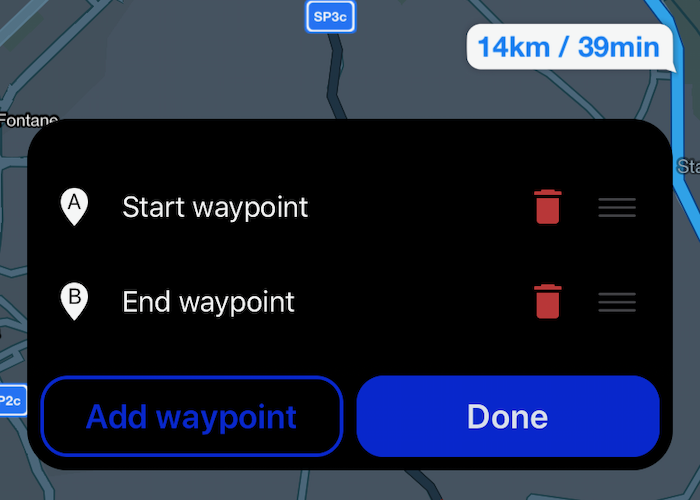 SP3c
14km / 39min
Fontane
Sta
A
Start waypoint
B
End waypoint
P2c
Add waypoint
Done